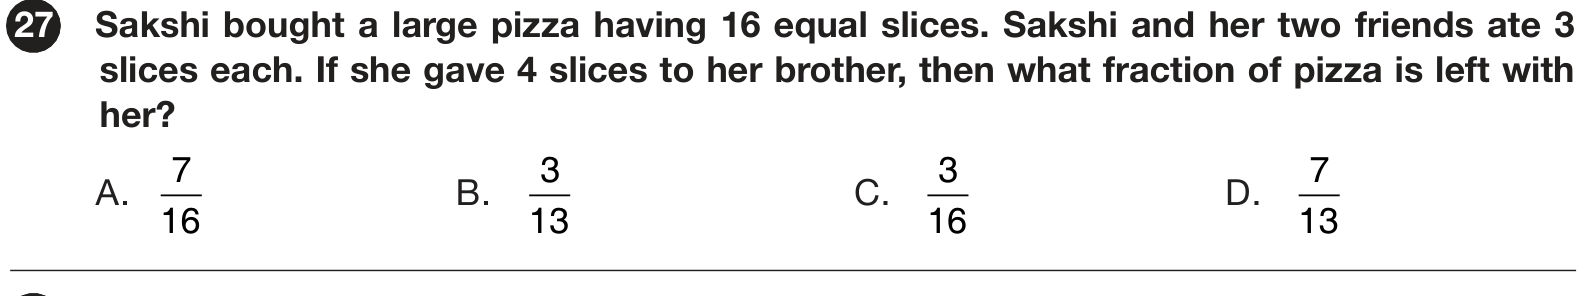 27 Sakshi bought a large pizza having 16 equal slices. Sakshi and her two friends ate 3
slices each. If she gave 4 slices to her brother, then what fraction of pizza is left with
her?
A. 7/16 B. 3/13 C. 3/16 D. 7/13